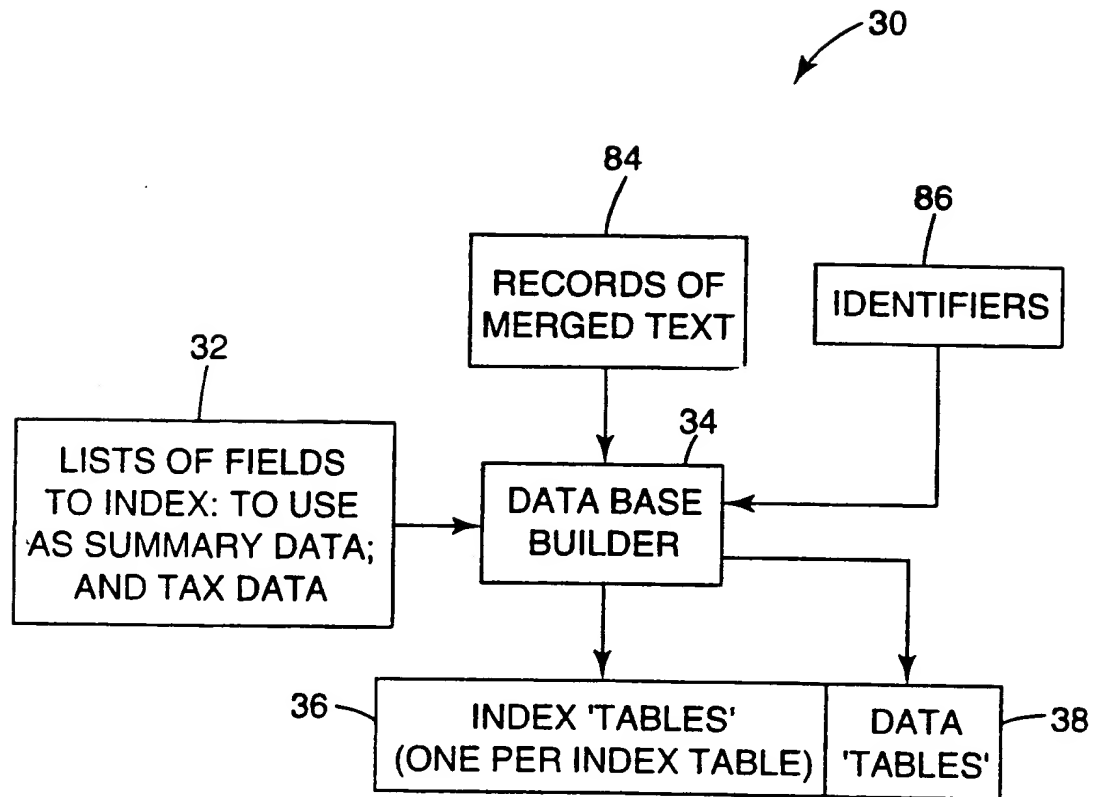 30
84
86
RECORDS OF
MERGED TEXT
IDENTIFIERS
32
LISTS OF FIELDS
TO INDEX: TO USE
AS SUMMARY DATA;
AND TAX DATA
34
DATA BASE
BUILDER
36
INDEX 'TABLES'
(ONE PER INDEX TABLE)
DATA
'TABLES'
38